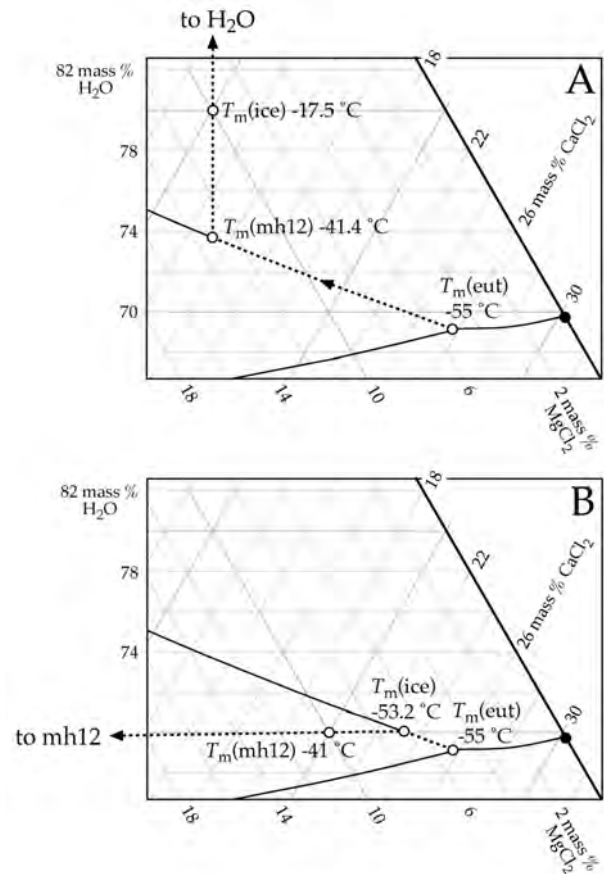 to H2O
A
82 mass %
H2O
18
22
26 mass % CaCl2
30
Tm(ice) -17.5 °C
78
Tm(mh12) -41.4 °C
74
Tm(eut)
-55 °C
70
18
14
10
6
2 mass %
MgCl2
B
82 mass %
H2O
18
22
26 mass % CaCl2
30
78
74
Tm(ice)
-53.2 °C
Tm(eut)
-55 °C
to mh12
Tm(mh12) -41 °C
18
14
10
6
2 mass %
MgCl2